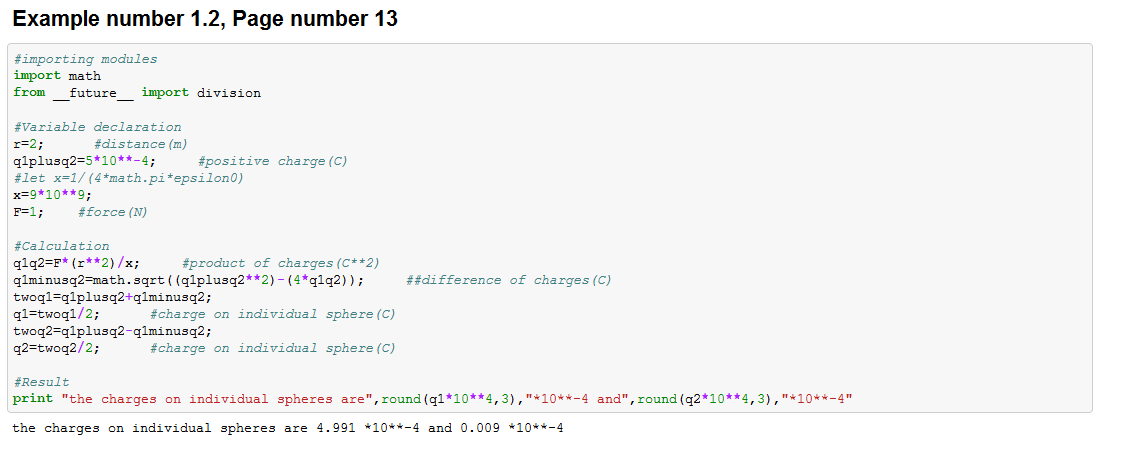 Example number 1.2, Page number 13
#importing modules
import math
from __future__ import division
#Variable declaration
r=2;      #distance(m)
q1plusq2=5*10**-4;     #positive charge(C)
#let x=1/(4*math.pi*epsilon0)
x=9*10**9;
F=1;    #force(N)
#Calculation
q1q2=F*(r**2)/x;     #product of charges(C**2)
q1minusq2=math.sqrt((q1plusq2**2)-(4*q1q2));     ##difference of charges(C)
twoq1=q1plusq2+q1minusq2;
q1=twoq1/2;      #charge on individual sphere(C)
twoq2=q1plusq2-q1minusq2;
q2=twoq2/2;      #charge on individual sphere(C)
#Result
print "the charges on individual spheres are",round(q1*10**4,3),"*10**-4 and",round(q2*10**4,3),"*10**-4"
the charges on individual spheres are 4.991 *10**-4 and 0.009 *10**-4